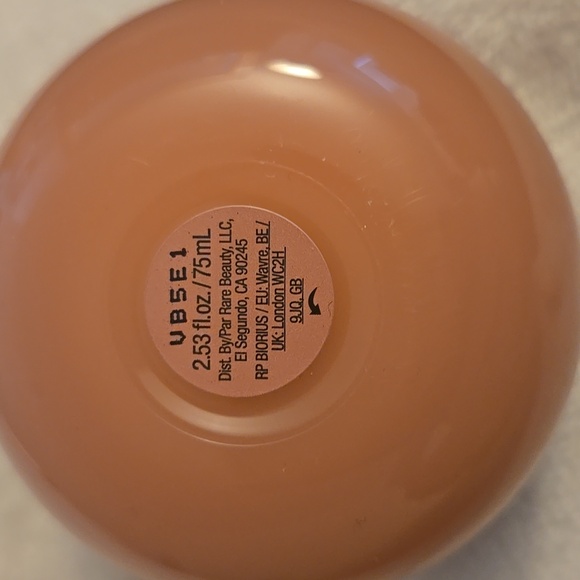 VB5E1
2.53 fl.oz./75mL
Dist. By/Par Rare Beauty, LLC,
El Segundo, CA 90245
RP BIORIUS / EU: Wavre, BE /
UK: London WC2H
9JQ, GB